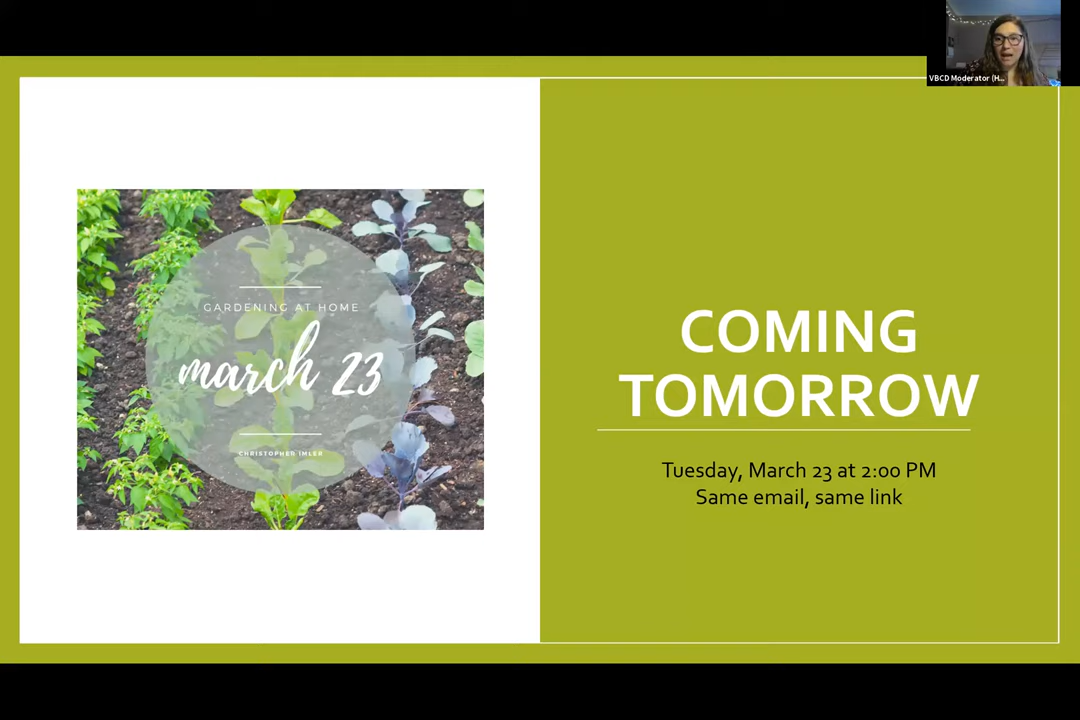 VBCD Moderator (H...
GARDENING AT HOME
march 23
CHRISTOPHER IMLER
COMING
TOMORROW
Tuesday, March 23 at 2:00 PM
Same email, same link